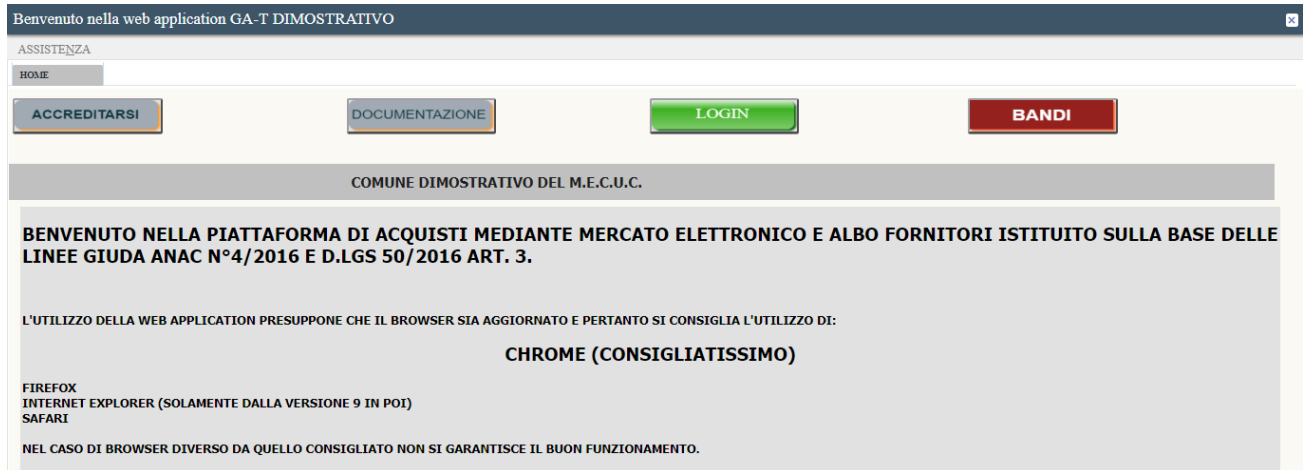 Benvenuto nella web application GA-T DIMOSTRATIVO
ASSISTENZA
HOME
ACCREDITARSI
DOCUMENTAZIONE
LOGIN
BANDI
COMUNE DIMOSTRATIVO DEL M.E.C.U.C.
BENVENUTO NELLA PIATTAFORMA DI ACQUISTI MEDIANTE MERCATO ELETTRONICO E ALBO FORNITORI ISTITUITO SULLA BASE DELLE
LINEE GIUDA ANAC N°4/2016 E D.LGS 50/2016 ART. 3.
L'UTILIZZO DELLA WEB APPLICATION PRESUPPONE CHE IL BROWSER SIA AGGIORNATO E PERTANTO SI CONSIGLIA L'UTILIZZO DI:
CHROME (CONSIGLIATISSIMO)
FIREFOX
INTERNET EXPLORER (SOLAMENTE DALLA VERSIONE 9 IN POI)
SAFARI
NEL CASO DI BROWSER DIVERSO DA QUELLO CONSIGLIATO NON SI GARANTISCE IL BUON FUNZIONAMENTO.